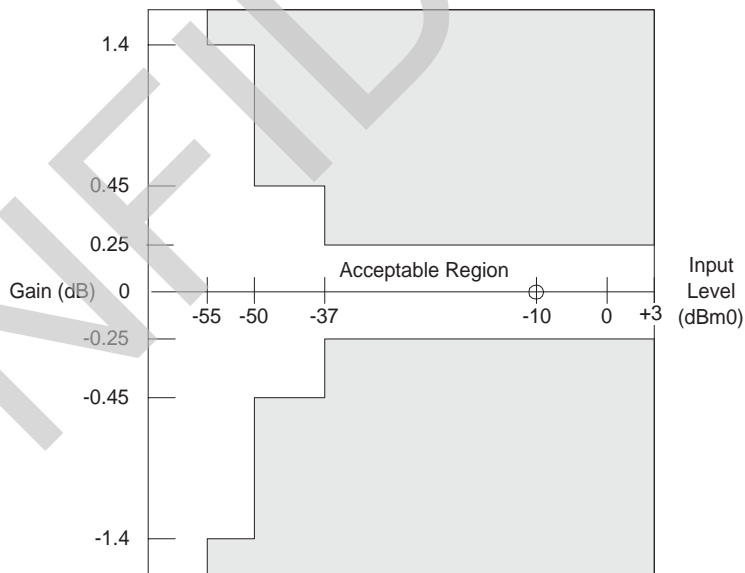 1.4
0.45
0.25
Acceptable Region
Input
Level
(dBm0)
Gain (dB)
0
-55
-50
-37
-10
0
+3
-0.25
-0.45
-1.4
NFID